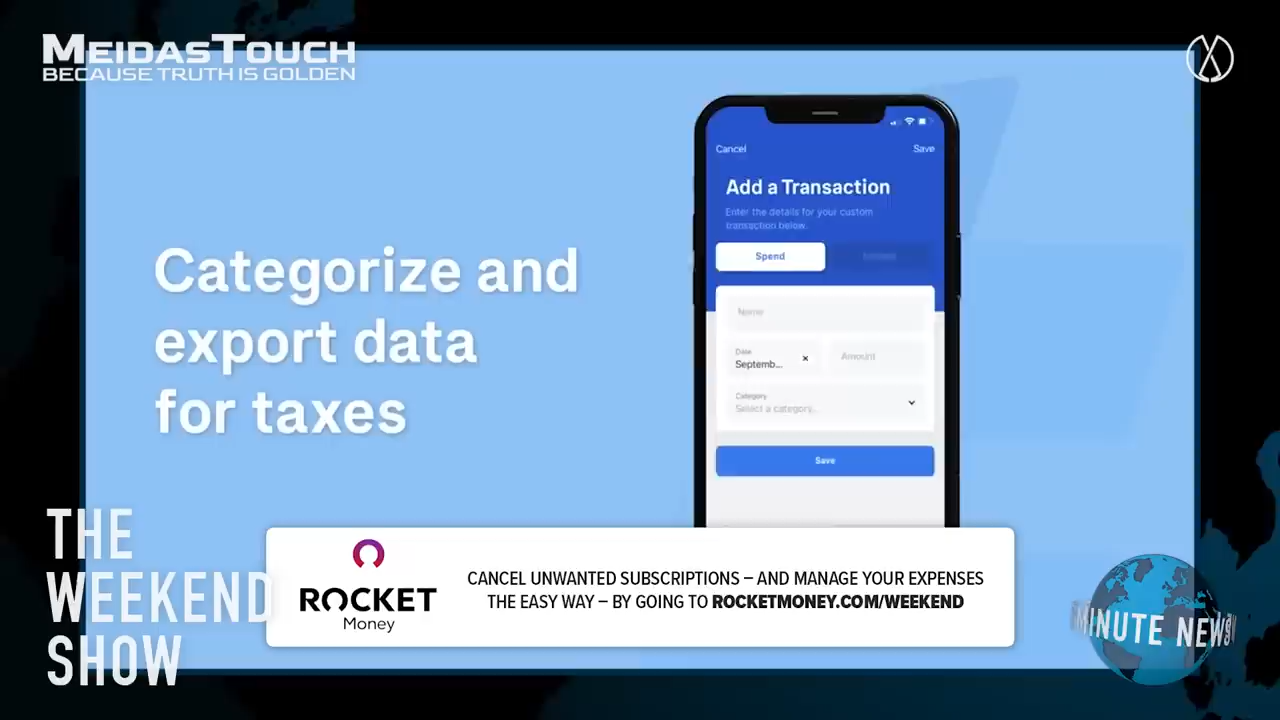 MEIDASTOUCH
BECAUSE TRUTH IS GOLDEN
Cancel
Save
Add a Transaction
Enter the details for your custom
transaction below.
Spend
Name
Date
Septemb...
×
Amount
Category
Select a category...
Save
Categorize and
export data
for taxes
THE
WEEKEND
SHOW
ROCKET
Money
CANCEL UNWANTED SUBSCRIPTIONS – AND MANAGE YOUR EXPENSES
THE EASY WAY – BY GOING TO ROCKETMONEY.COM/WEEKEND
MINUTE NEWS